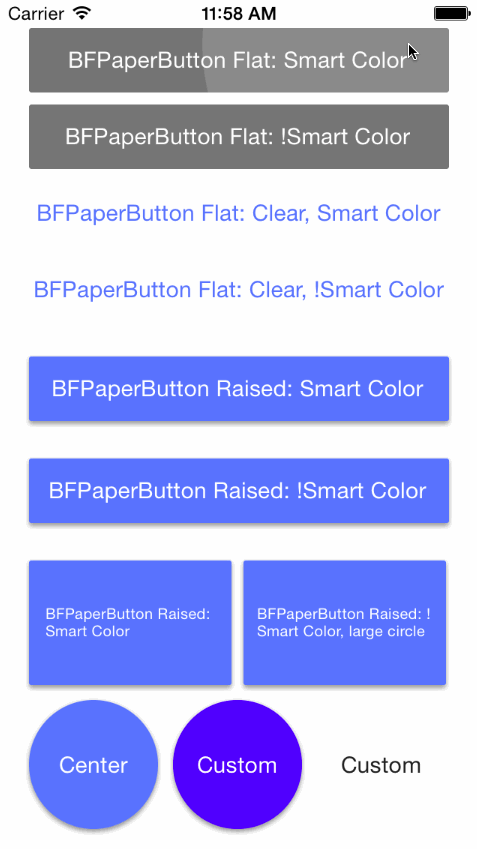 Carrier 11:58 AM
BFPaperButton Flat: Smart Color
BFPaperButton Flat: !Smart Color
BFPaperButton Flat: Clear, Smart Color
BFPaperButton Flat: Clear, !Smart Color
BFPaperButton Raised: Smart Color
BFPaperButton Raised: !Smart Color
BFPaperButton Raised:
Smart Color
BFPaperButton Raised: !
Smart Color, large circle
Center
Custom
Custom